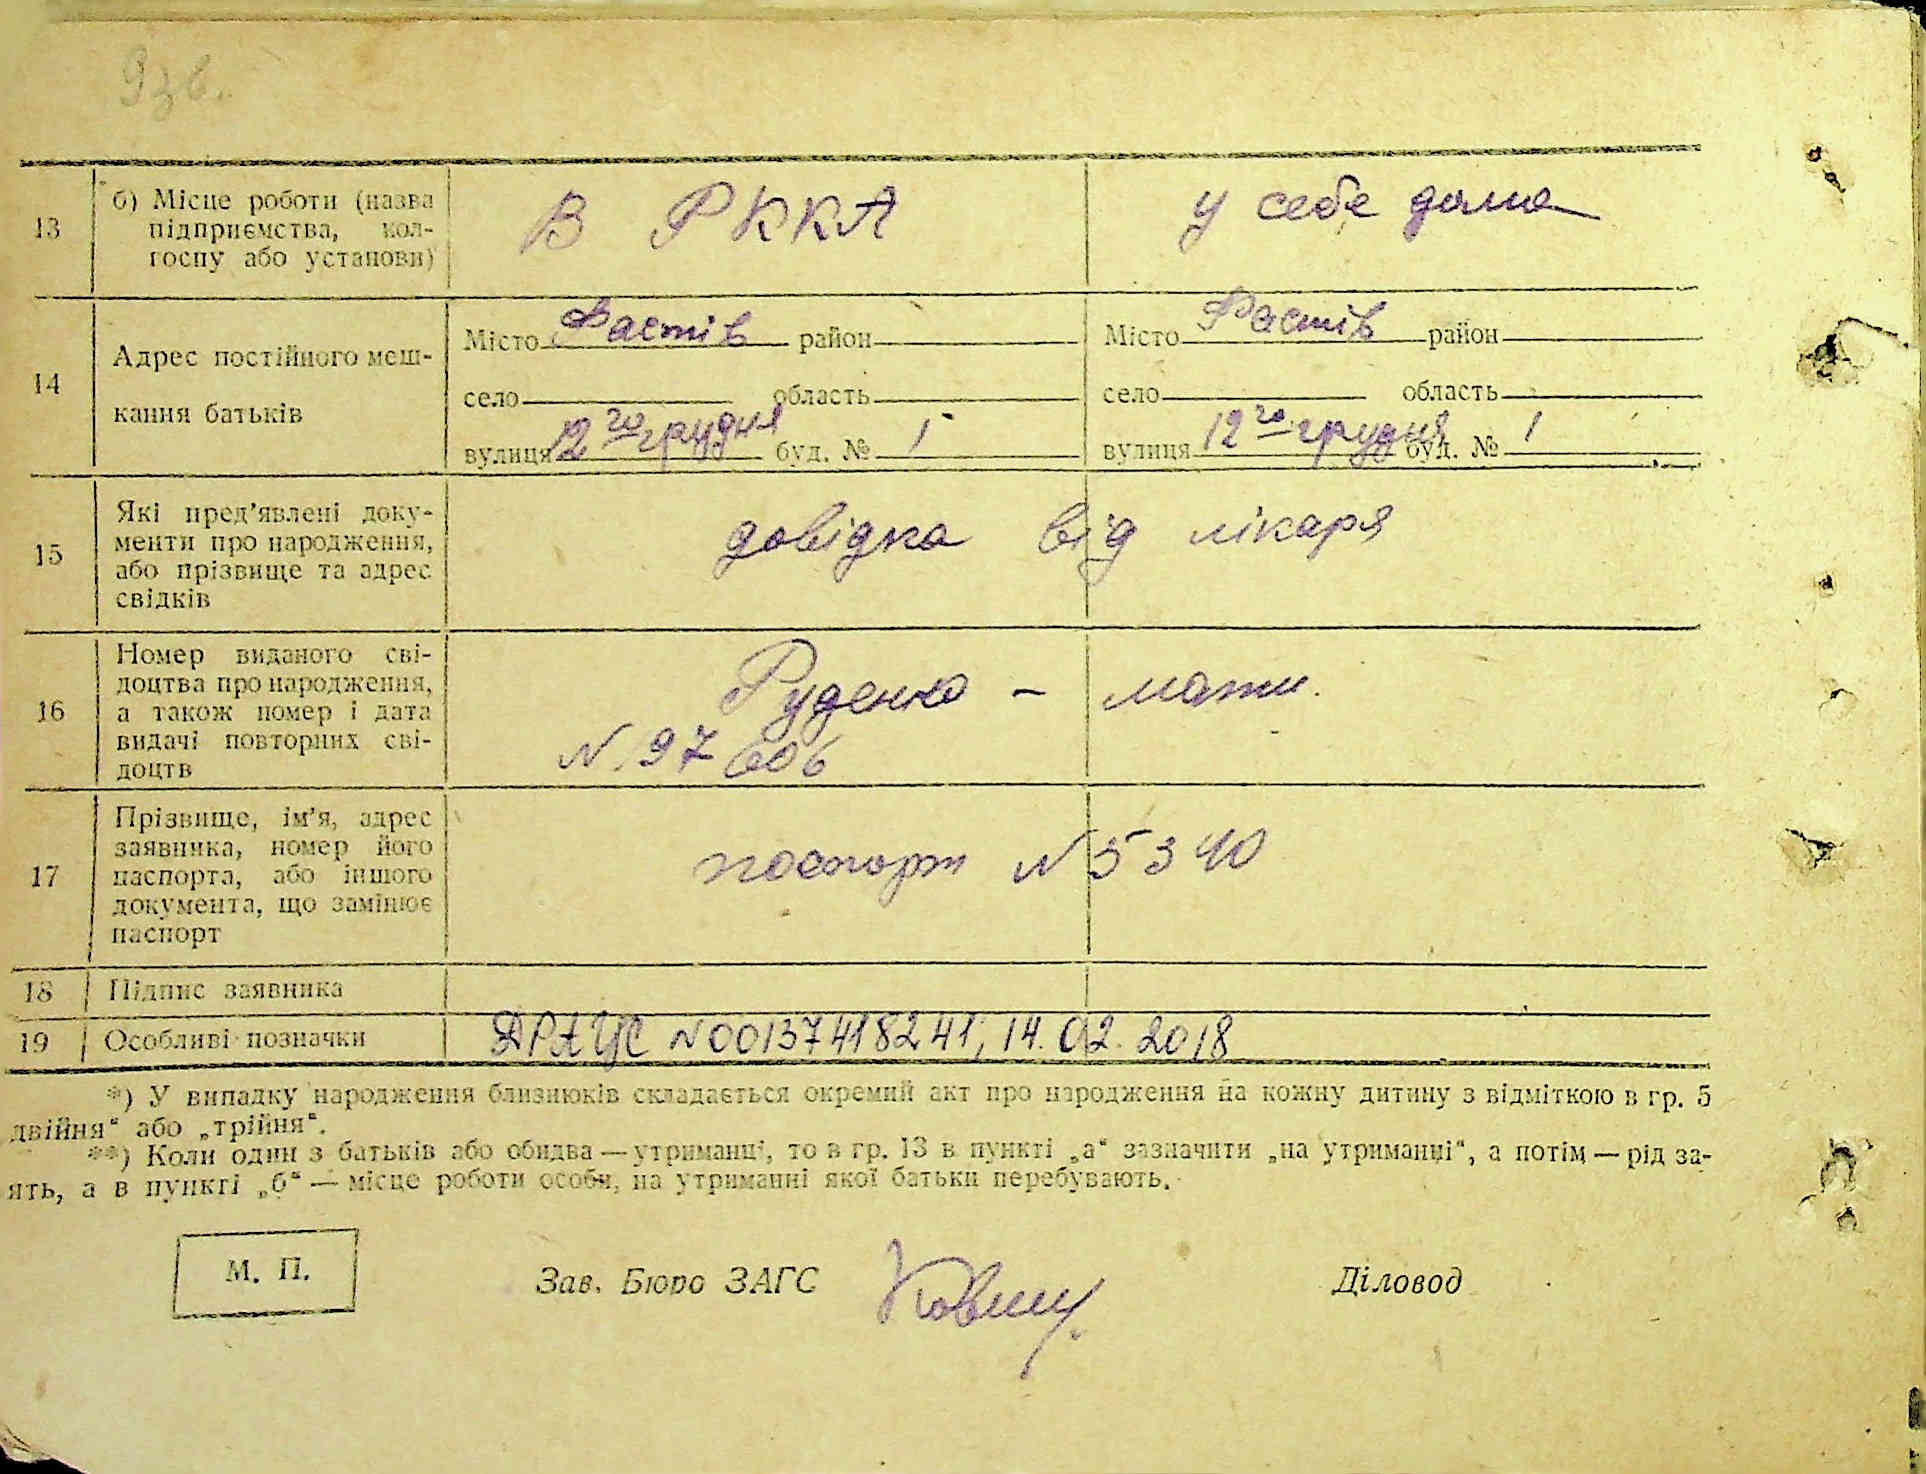 93в.
13 б) Місце роботи (назва підприємства, кол-госпу або установи) В РККА у себе дома
14 Адрес постійного меш-кання батьків
Місто Фастів район Місто Фастів район
село область село область
вулиця 12го грудня буд. № 1 вулиця 12го грудня буд. № 1
15 Які пред’явлені доку-
менти про народження,
або прізвище та адрес
свідків
довідка від лікаря
16 Номер виданого сві-
доцтва про народження,
а також номер і дата
видачі повторних сві-
доцтв
Руденко - мати.
N. 97606
17 Прізвище, ім’я, адрес
заявника, номер його
паспорта, або іншого
документа, що замінює
паспорт
паспорт N 5340
18 Підпис заявника
19 Особливі позначки ДРАЦС N00137418241; 14.02.2018
*) У випадку народження близнюків складається окремий акт про народження на кожну дитину з відміткою в гр. 5
двійня“ або „трійня“.
**) Коли один з батьків або обидва — утриманці, то в гр. 13 в пункті „а“ зазначити „на утриманці“, а потім — рід за-
ять, а в пункті „б“ — місце роботи особи, на утриманні якої батьки перебувають.
М. П. Зав. Бюро ЗАГС Діловод